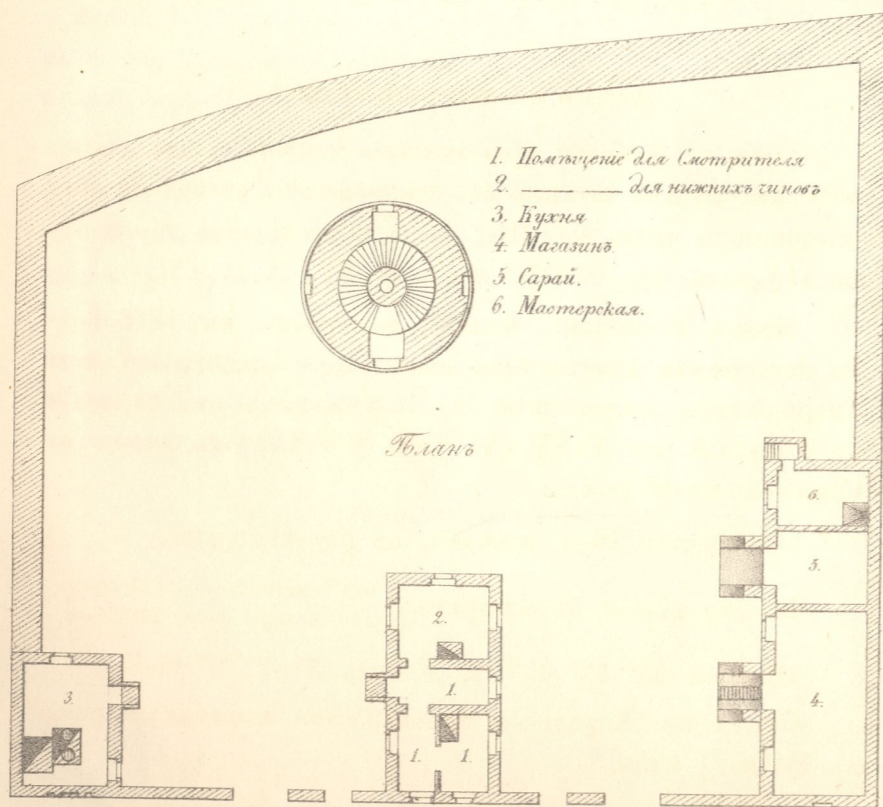 1. Помѣщеніе для Смотрителя
2. ——— ——— для нижнихъ чиновъ
3. Кухня
4. Магазинъ.
5. Сарай.
6. Мастерская.
Планъ
6.
5.
2.
3.
1.
4.
1.
1.